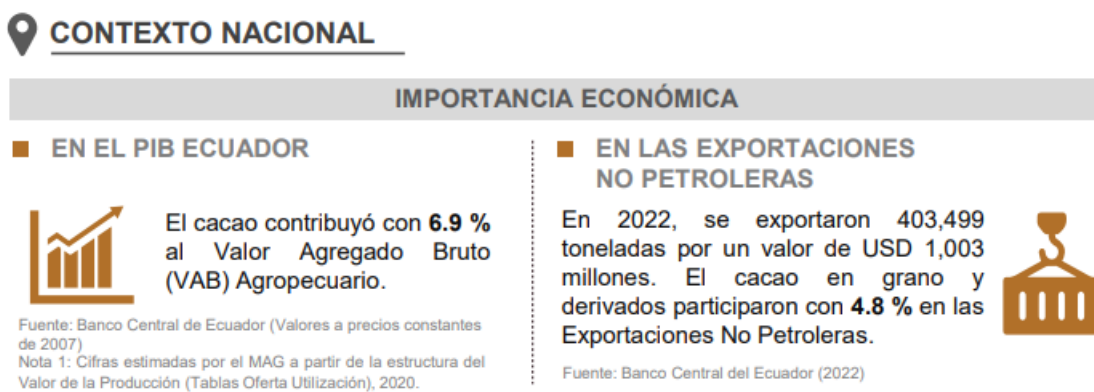 CONTEXTO NACIONAL
IMPORTANCIA ECONÓMICA
EN EL PIB ECUADOR
El cacao contribuyó con 6.9 %
al Valor Agregado Bruto
(VAB) Agropecuario.
Fuente: Banco Central de Ecuador (Valores a precios constantes
de 2007)
Nota 1: Cifras estimadas por el MAG a partir de la estructura del
Valor de la Producción (Tablas Oferta Utilización), 2020.
EN LAS EXPORTACIONES
NO PETROLERAS
En 2022, se exportaron 403,499
toneladas por un valor de USD 1,003
millones. El cacao en grano y
derivados participaron con 4.8 % en las
Exportaciones No Petroleras.
Fuente: Banco Central del Ecuador (2022)